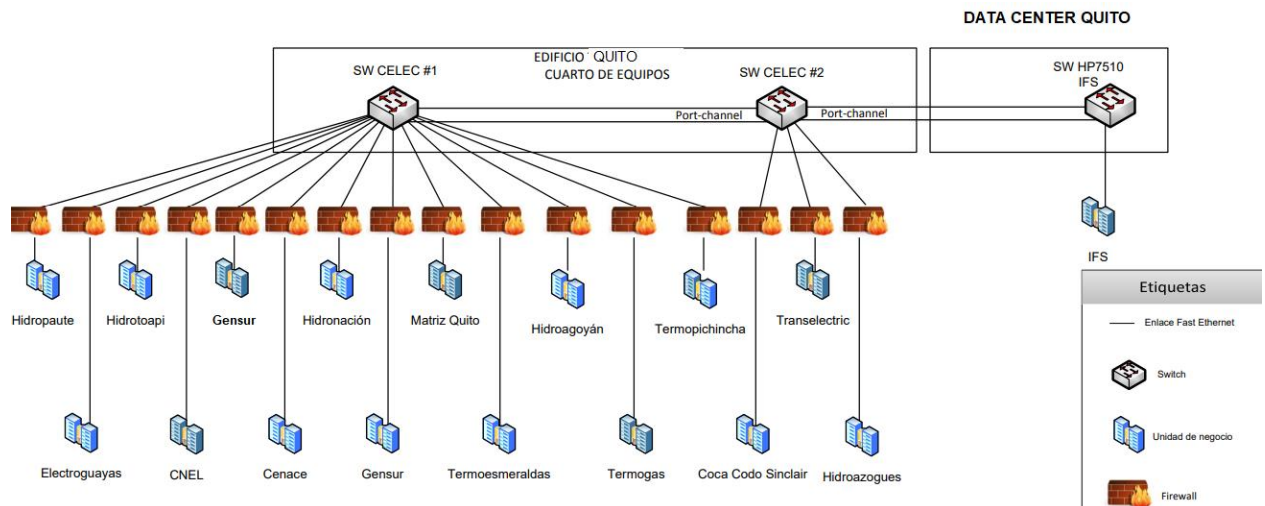 DATA CENTER QUITO
EDIFICIO QUITO
CUARTO DE EQUIPOS
SW CELEC #1
SW CELEC #2
SW HP7510
IFS
Port-channel
Port-channel
Hidropaute
Hidrotoapi
Gensur
Hidronación
Matriz Quito
Hidroagoyán
Termopichincha
Transelectric
IFS
Electroguayas
CNEL
Cenace
Gensur
Termoesmeraldas
Termogas
Coca Codo Sinclair
Hidroazogues
Etiquetas
Enlace Fast Ethernet
Switch
Unidad de negocio
Firewall